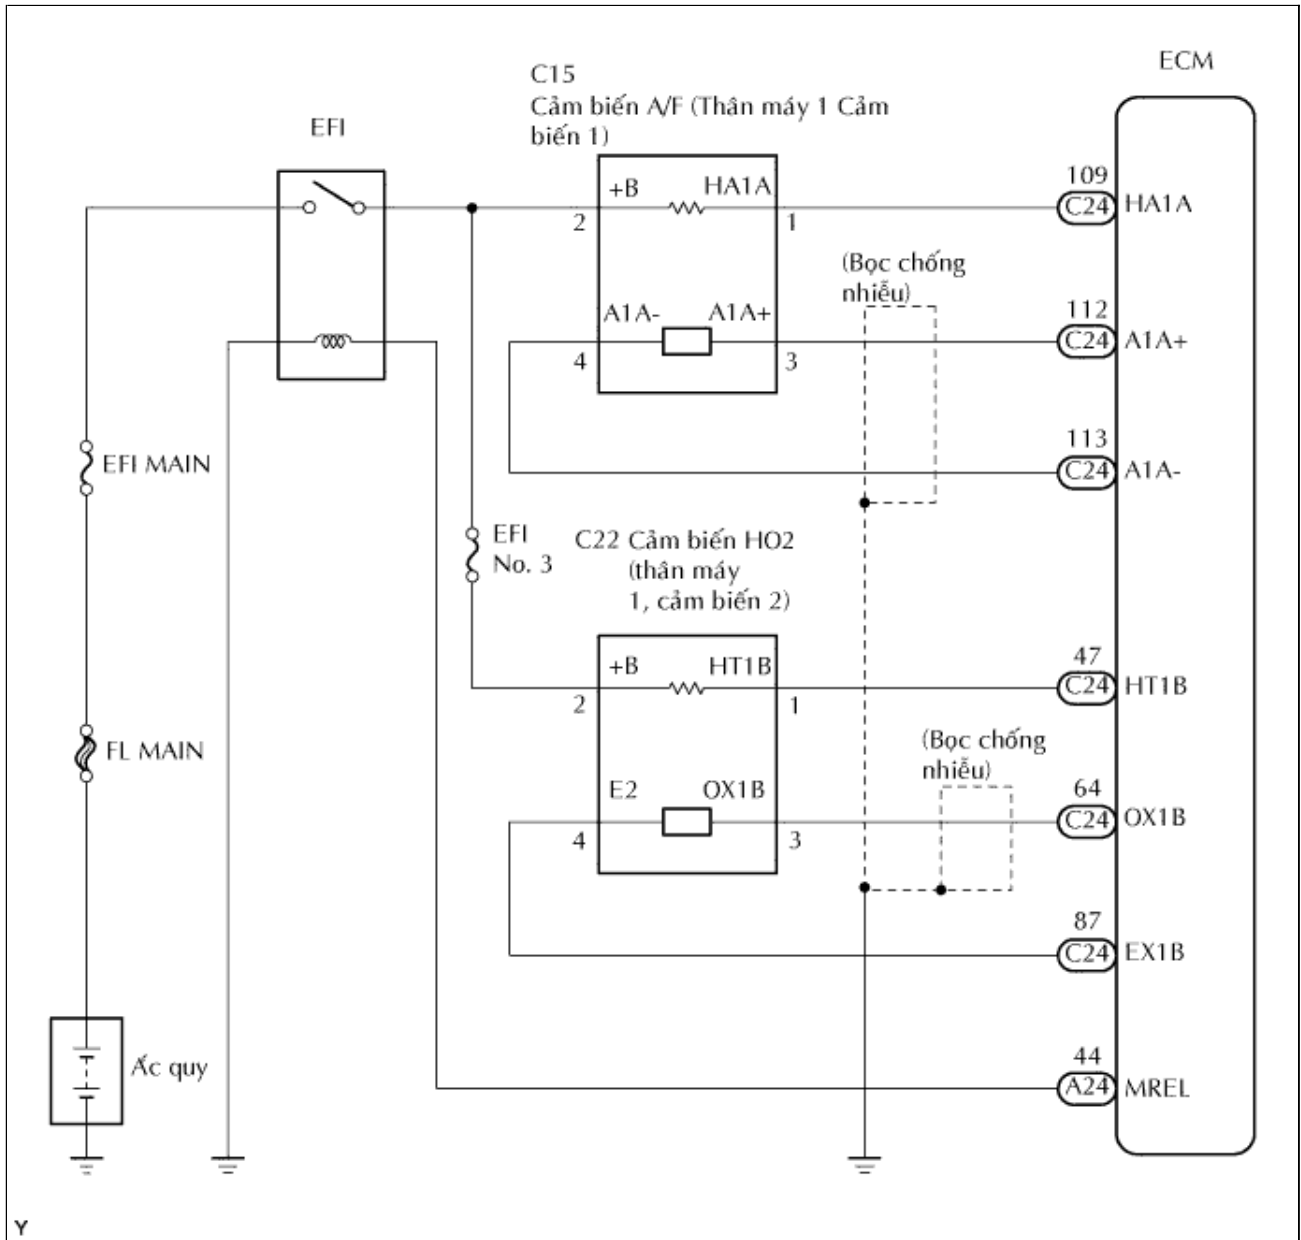 ECM
C15
Cảm biến A/F (Thân máy 1 Cảm
biến 1)
EFI
+B
HA1A
2
1
109
C24
HA1A
(Bọc chống
nhiễu)
A1A-
A1A+
4
3
112
C24
A1A+
113
C24
A1A-
EFI MAIN
EFI
No. 3
C22 Cảm biến HO2
(thân máy
1, cảm biến 2)
+B
HT1B
2
1
47
C24
HT1B
FL MAIN
(Bọc chống
nhiễu)
E2
OX1B
4
3
64
C24
OX1B
87
C24
EX1B
Ắc quy
44
A24
MREL
Y